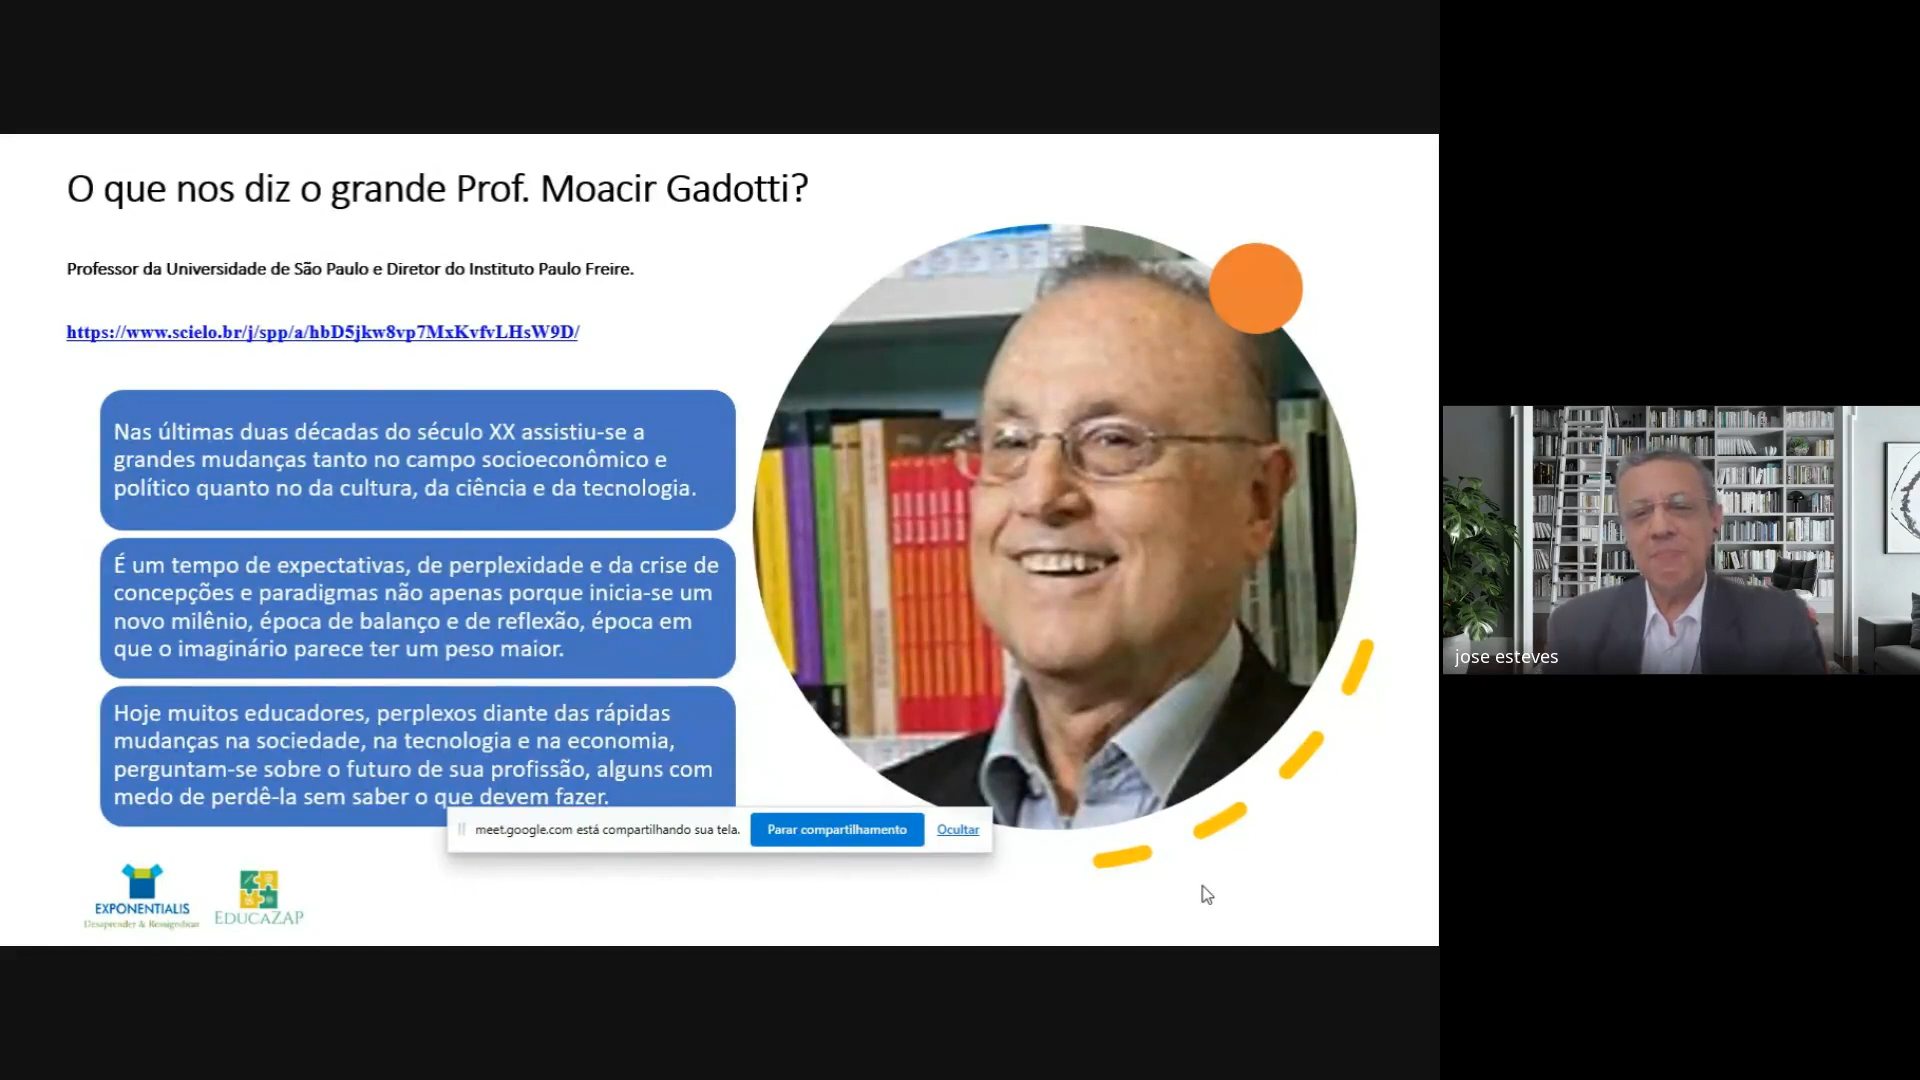 O que nos diz o grande Prof. Moacir Gadotti?
Professor da Universidade de São Paulo e Diretor do Instituto Paulo Freire.
https://www.scielo.br/j/spp/a/hbD5jkw8vp7MxKvfvLHsW9D/
Nas últimas duas décadas do século XX assistiu-se a
grandes mudanças tanto no campo socioeconômico e
político quanto no da cultura, da ciência e da tecnologia.
É um tempo de expectativas, de perplexidade e da crise de
concepções e paradigmas não apenas porque inicia-se um
novo milênio, época de balanço e de reflexão, época em
que o imaginário parece ter um peso maior.
Hoje muitos educadores, perplexos diante das rápidas
mudanças na sociedade, na tecnologia e na economia,
perguntam-se sobre o futuro de sua profissão, alguns com
medo de perdê-la sem saber o que devem fazer.
meet.google.com está compartilhando sua tela.
Parar compartilhamento
Ocultar
EXPONENTIALIS
Desaprender & Ressignificar
EDUCAZAP
jose esteves